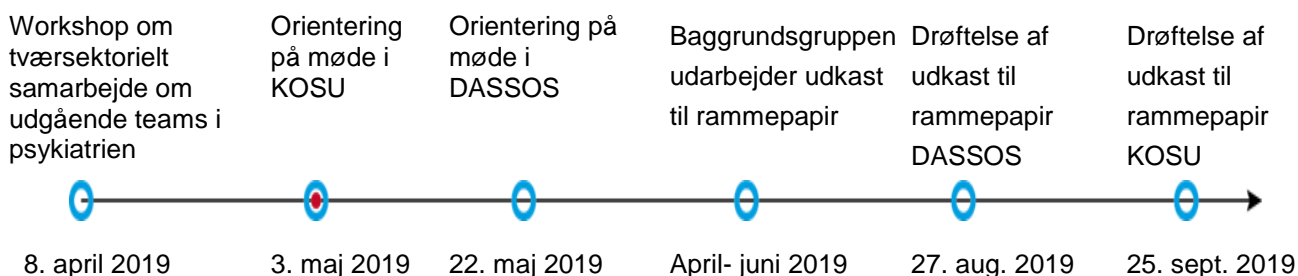 Workshop om
tværsektorielt
samarbejde om
udgående teams i
psykiatrien
Orientering
på møde i
KOSU
Orientering på
møde i
DASSOS
Baggrundsgruppen
udarbejder udkast
til rammepapir
Drøftelse af
udkast til
rammepapir
DASSOS
Drøftelse af
udkast til
rammepapir
KOSU
8. april 2019
3. maj 2019
22. maj 2019
April- juni 2019
27. aug. 2019
25. sept. 2019